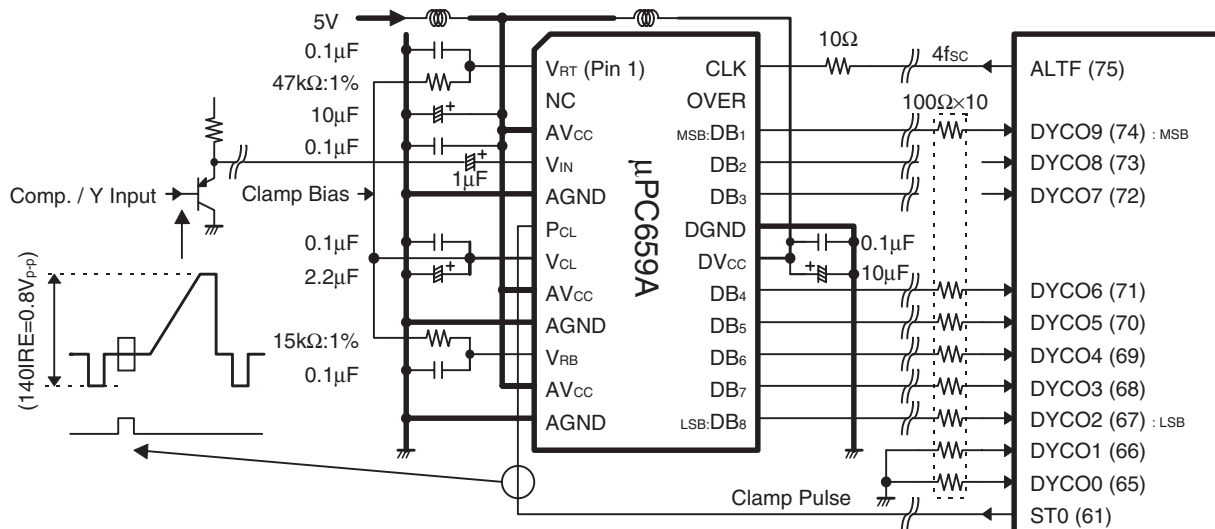 5V
0.1μF
47kΩ:1%
10μF
0.1μF
1μF
Comp. / Y Input
Clamp Bias
0.1μF
2.2μF
15kΩ:1%
0.1μF
(140IRE=0.8Vp-p)
VRT (Pin 1)
NC
AVCC
VIN
AGND
PCL
VCL
AVCC
AGND
VRB
AVCC
AGND
μPC659A
CLK
OVER
MSB:DB1
DB2
DB3
DGND
DVCC
DB4
DB5
DB6
DB7
LSB:DB8
10Ω
4fSC
100Ω×10
0.1μF
10μF
Clamp Pulse
ALTF (75)
DYCO9 (74) : MSB
DYCO8 (73)
DYCO7 (72)
DYCO6 (71)
DYCO5 (70)
DYCO4 (69)
DYCO3 (68)
DYCO2 (67) : LSB
DYCO1 (66)
DYCO0 (65)
ST0 (61)